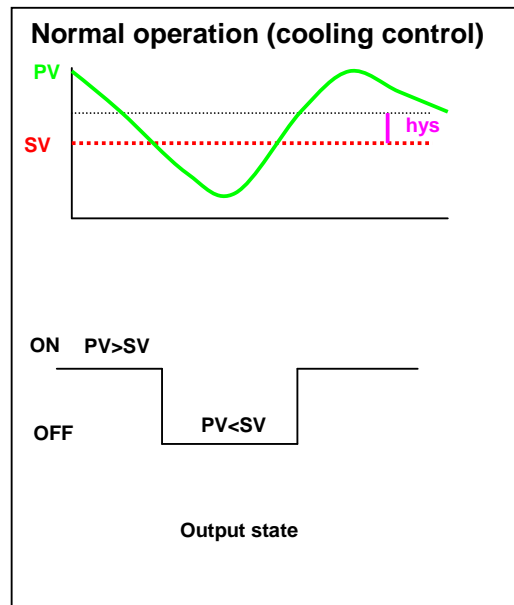 Normal operation (cooling control)
PV
hys
SV
ON PV>SV
OFF PV<SV
Output state